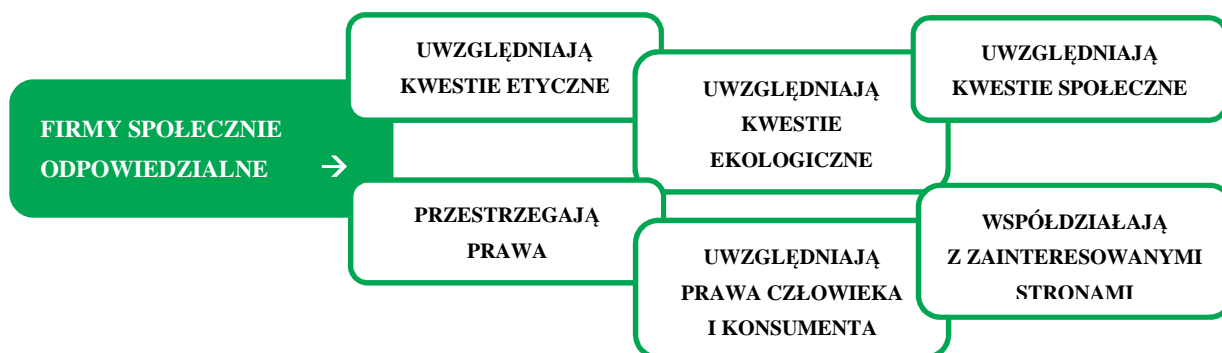 FIRMY SPOŁECZNIE
ODPOWIEDZIALNE →
UWZGLĘDNIAJĄ
KWESTIE ETYCZNE
UWZGLĘDNIAJĄ
KWESTIE
EKOLOGICZNE
UWZGLĘDNIAJĄ
KWESTIE SPOŁECZNE
PRZESTRZEGAJĄ
PRAWA
UWZGLĘDNIAJĄ
PRAWA CZŁOWIEKA
I KONSUMENTA
WSPÓŁDZIAŁAJĄ
Z ZAINTERESOWANYMI
STRONAMI